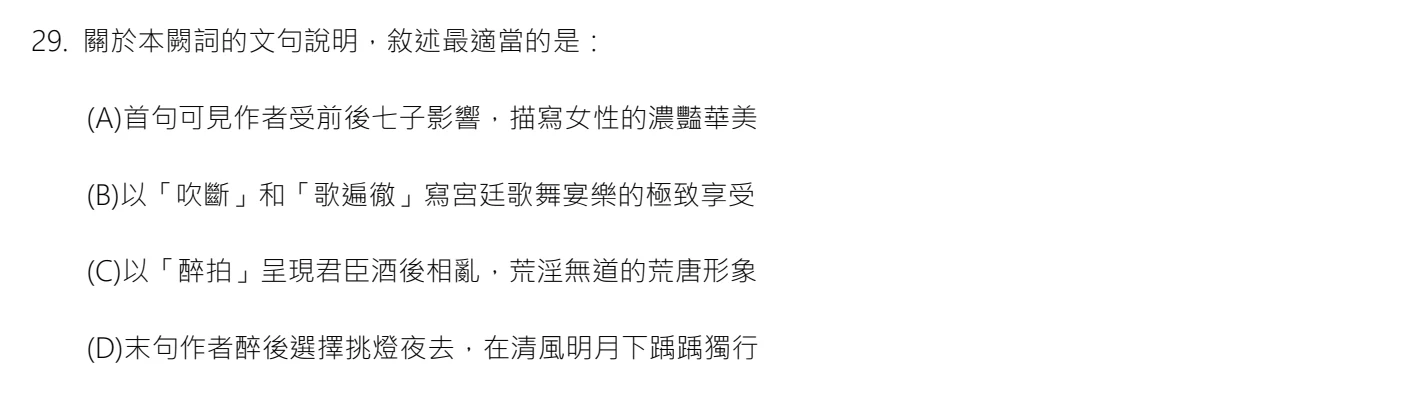 29. 關於本闕詞的文句說明，敘述最適當的是：
(A)首句可見作者受前後七子影響，描寫女性的濃豔華美
(B)以「吹斷」和「歌遍徹」寫宮廷歌舞宴樂的極致享受
(C)以「醉拍」呈現君臣酒後相亂，荒淫無道的荒唐形象
(D)末句作者醉後選擇挑燈夜去，在清風明月下踽踽獨行